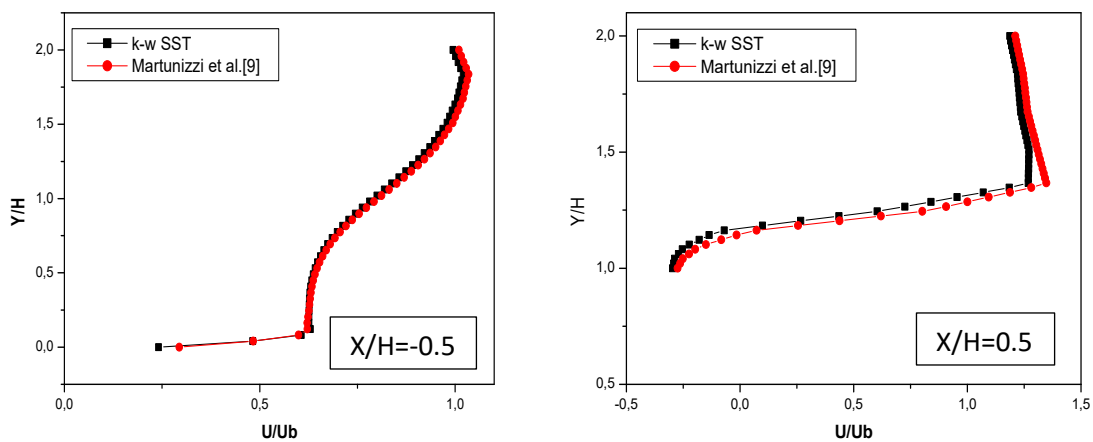 k-w SST
Martunizzi et al.[9]
2,0
1,5
1,0
0,5
0,0
Y/H
X/H=-0.5
0,0
0,5
1,0
U/Ub
k-w SST
Martunizzi et al.[9]
2,0
1,5
1,0
0,5
Y/H
X/H=0.5
-0,5
0,0
0,5
1,0
1,5
U/Ub